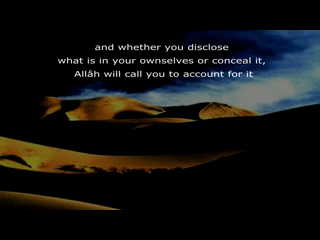 and whether you disclose
what is in your ownselves or conceal it,
Allâh will call you to account for it